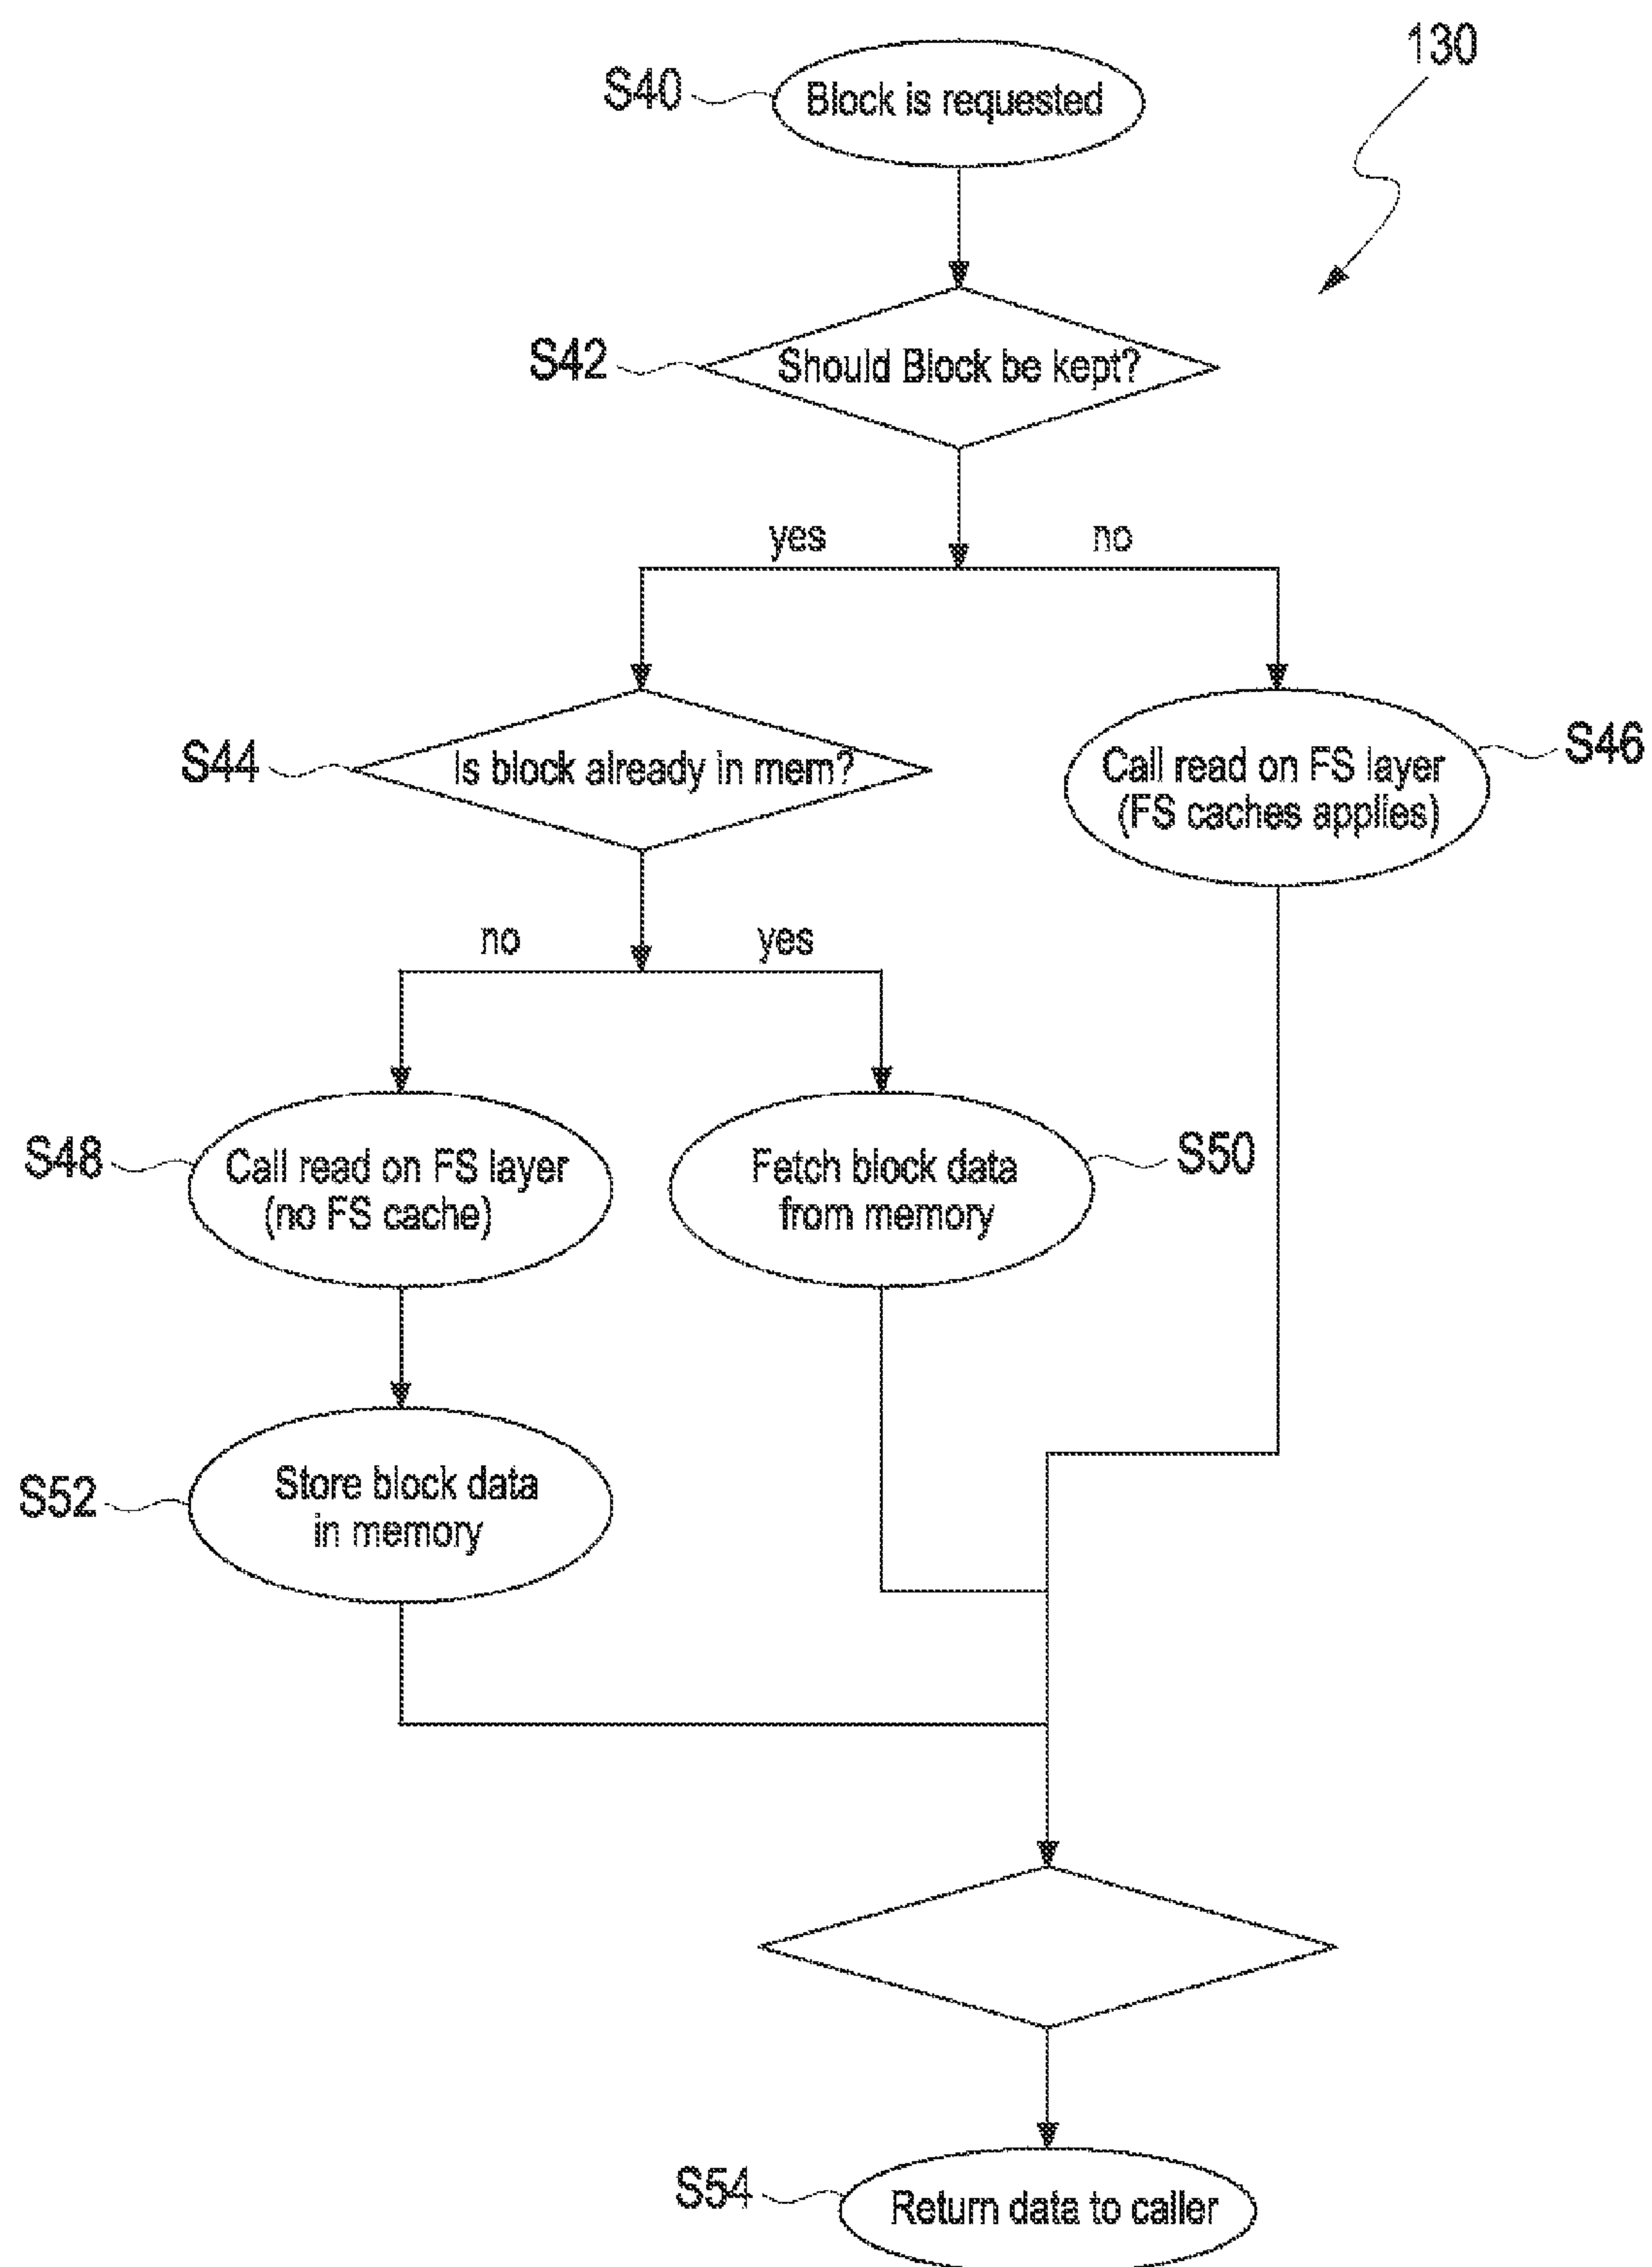 130
S40
Block is requested
S42
Should Block be kept?
yes
no
S44
Is block already in mem?
Call read on FS layer
(FS caches applies)
S46
no
yes
S48
Call read on FS layer
(no FS cache)
Fetch block data
from memory
S50
S52
Store block data
in memory
S54
Return data to caller